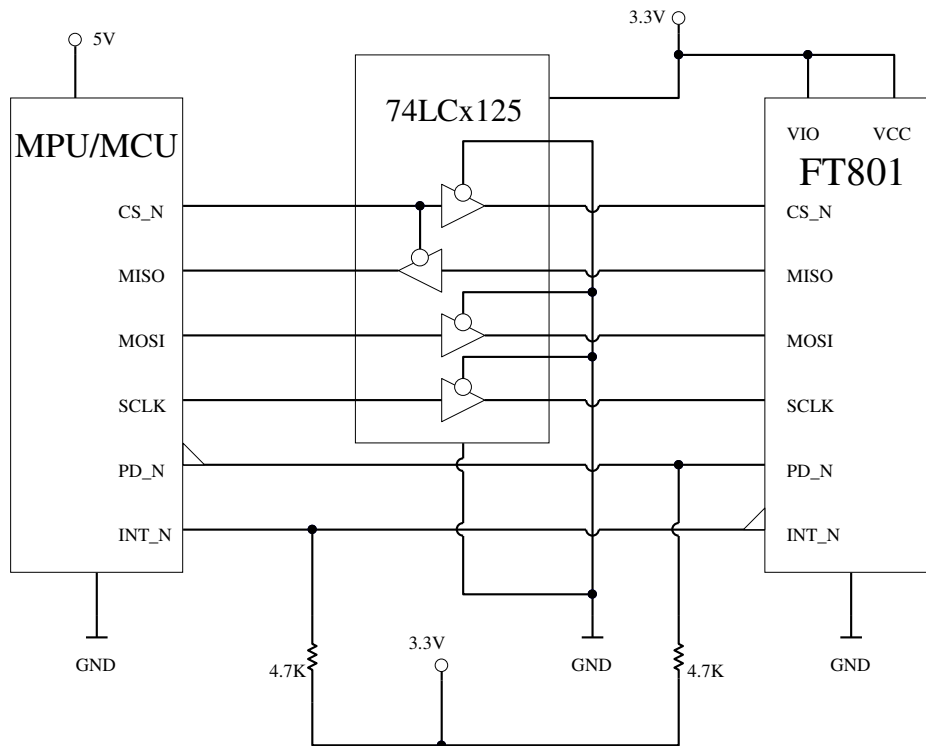 3.3V
5V
74LCx125
MPU/MCU
VIO
VCC
FT801
CS_N
CS_N
MISO
MISO
MOSI
MOSI
SCLK
SCLK
PD_N
PD_N
INT_N
INT_N
3.3V
GND
4.7K
GND
4.7K
GND